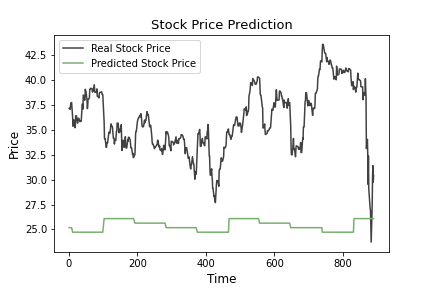 Stock Price Prediction
Real Stock Price
Predicted Stock Price
42.5
40.0
37.5
35.0
32.5
30.0
27.5
25.0
Price
0 200 400 600 800
Time